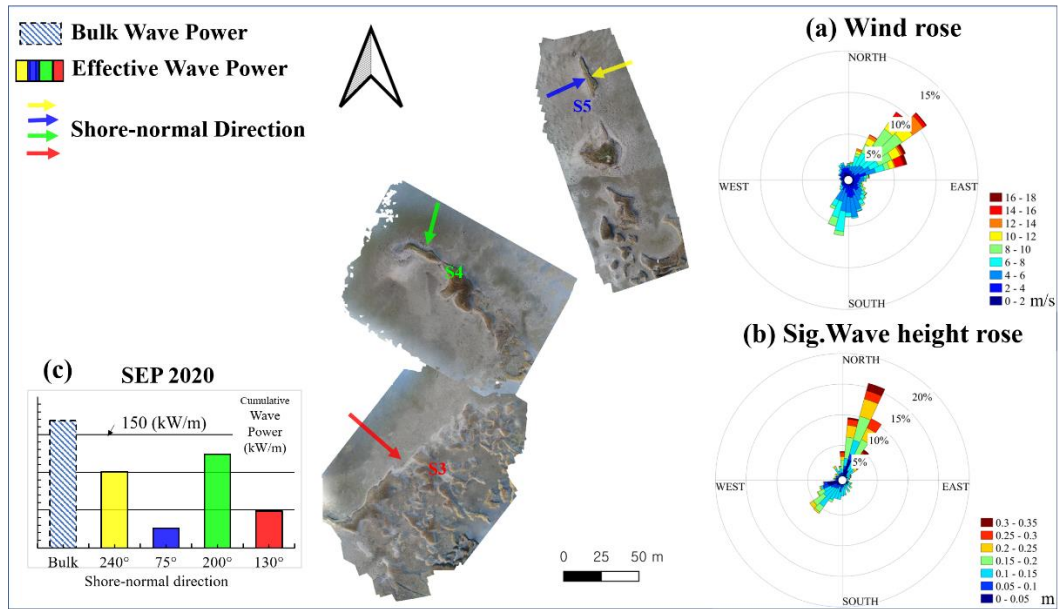 Bulk Wave Power
Effective Wave Power
Shore-normal Direction
S5
S4
S3
0 25 50 m
(a) Wind rose
NORTH
15%
10%
5%
WEST
EAST
SOUTH
16 - 18
14 - 16
12 - 14
10 - 12
8 - 10
6 - 8
4 - 6
2 - 4
0 - 2 m/s
(b) Sig.Wave height rose
NORTH
20%
15%
10%
5%
WEST
EAST
SOUTH
0.3 - 0.35
0.25 - 0.3
0.2 - 0.25
0.15 - 0.2
0.1 - 0.15
0.05 - 0.1
0 - 0.05 m
(c) SEP 2020
150 (kW/m)
Cumulative
Wave
Power
(kW/m)
Bulk 240° 75° 200° 130°
Shore-normal direction